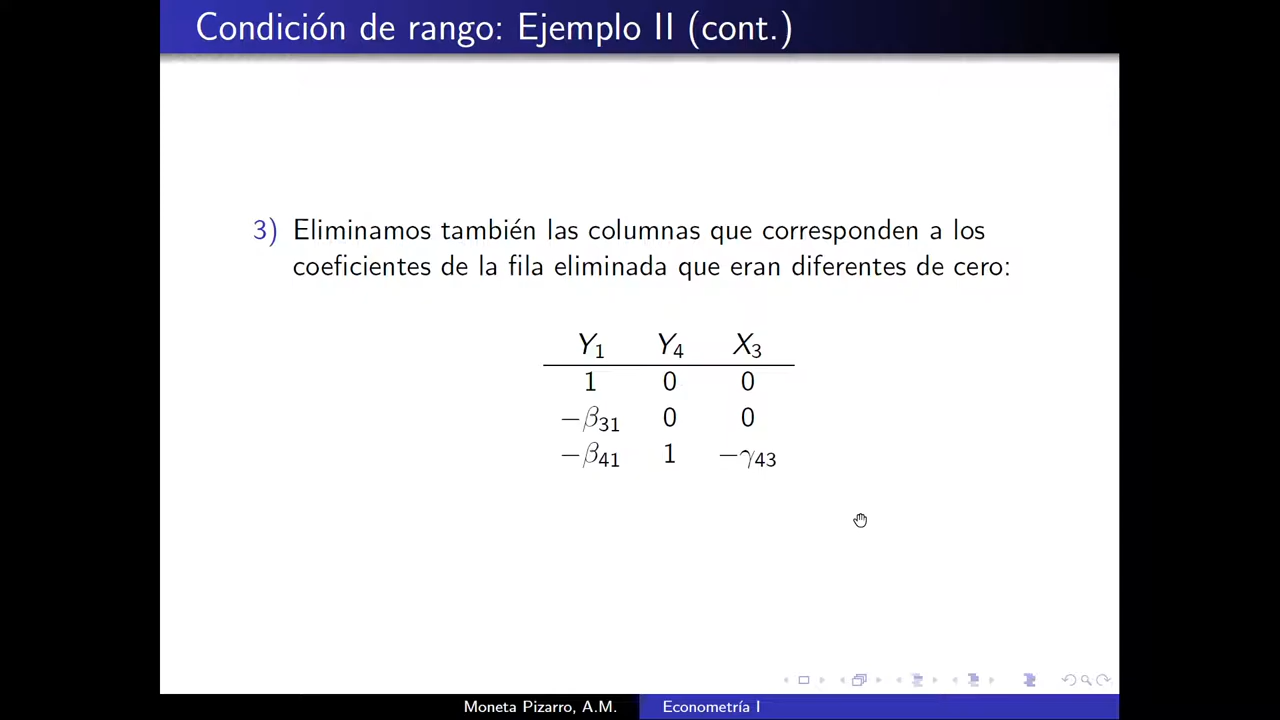 Condición de rango: Ejemplo II (cont.)
3) Eliminamos también las columnas que corresponden a los
coeficientes de la fila eliminada que eran diferentes de cero:
Y₁ Y₄ X₃
1 0 0
−β₃₁ 0 0
−β₄₁ 1 −γ₄₃
Moneta Pizarro, A.M. Econometría I